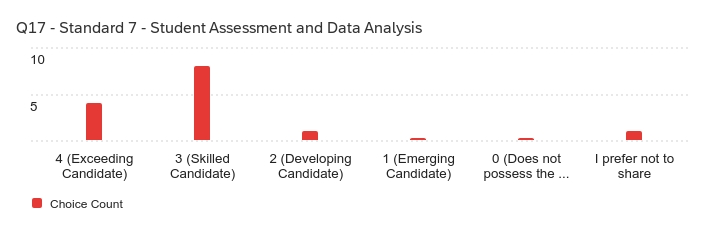 Q17 - Standard 7 - Student Assessment and Data Analysis
10
5
4 (Exceeding Candidate)
3 (Skilled Candidate)
2 (Developing Candidate)
1 (Emerging Candidate)
0 (Does not possess the ...
I prefer not to share
Choice Count